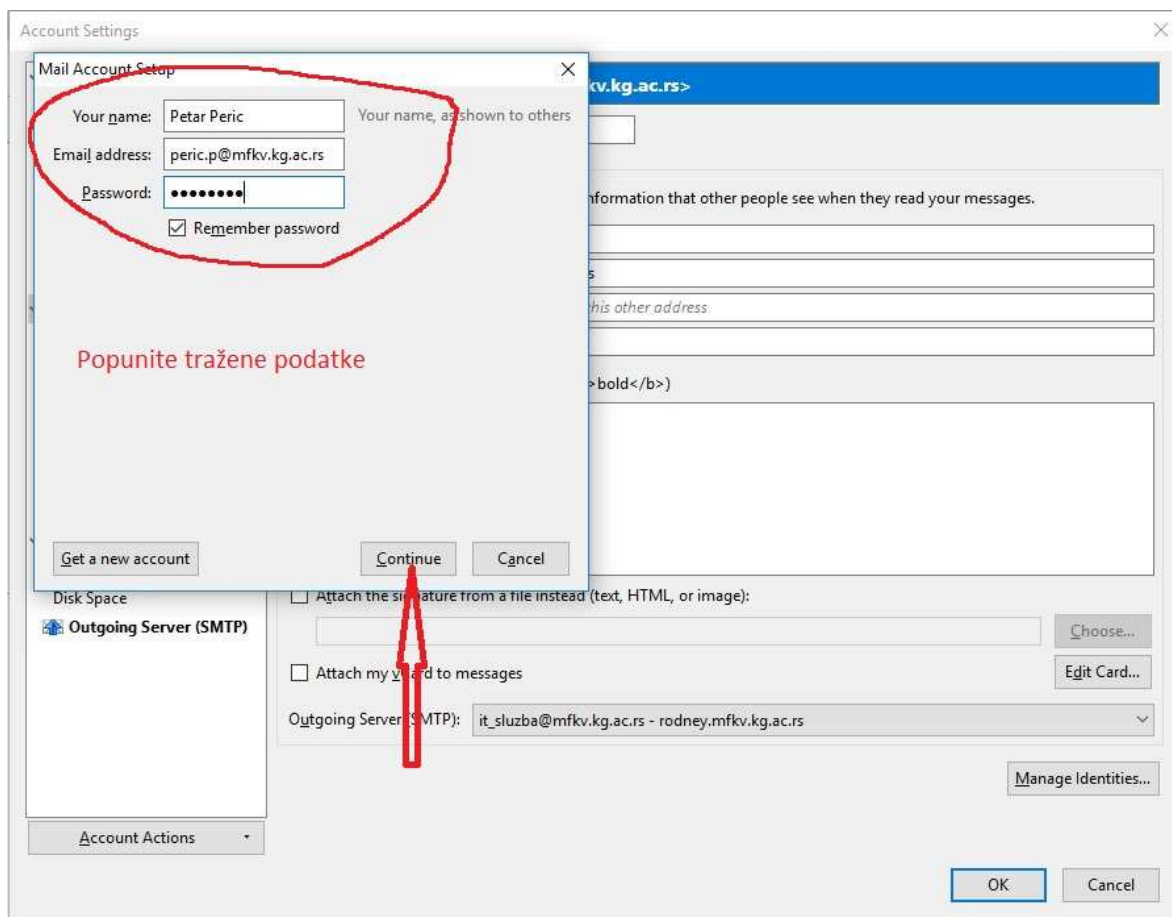 Account Settings
Mail Account Setup
kv.kg.ac.rs>
Your name: Petar Peric Your name, as shown to others
Email address: peric.p@mfkv.kg.ac.rs
Password: ●●●●●●●●
nformation that other people see when they read your messages.
Remember password
s
his other address
Popunite tražene podatke
>bold</b>)
Get a new account Continue Cancel
Disk Space
Attach the signature from a file instead (text, HTML, or image):
Outgoing Server (SMTP)
Choose...
Attach my vCard to messages
Edit Card...
Outgoing Server (SMTP): it_sluzba@mfkv.kg.ac.rs - rodney.mfkv.kg.ac.rs
Manage Identities...
Account Actions
OK Cancel